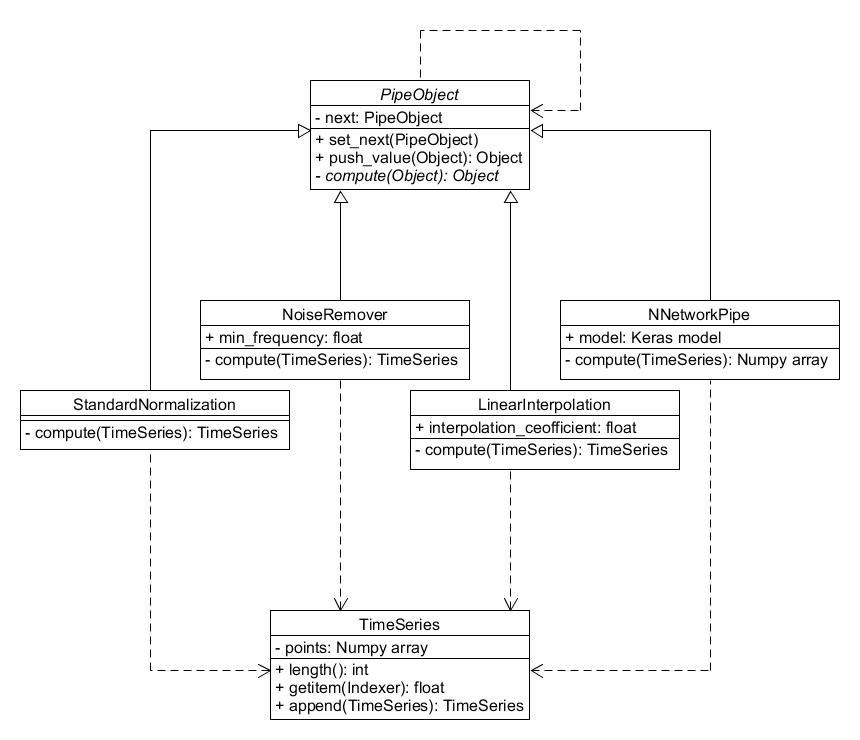 PipeObject
- next: PipeObject
+ set_next(PipeObject)
+ push_value(Object): Object
- compute(Object): Object
NoiseRemover
+ min_frequency: float
- compute(TimeSeries): TimeSeries
NNetworkPipe
+ model: Keras model
- compute(TimeSeries): Numpy array
StandardNormalization
- compute(TimeSeries): TimeSeries
LinearInterpolation
+ interpolation_ceofficient: float
- compute(TimeSeries): TimeSeries
TimeSeries
- points: Numpy array
+ length(): int
+ getitem(Indexer): float
+ append(TimeSeries): TimeSeries